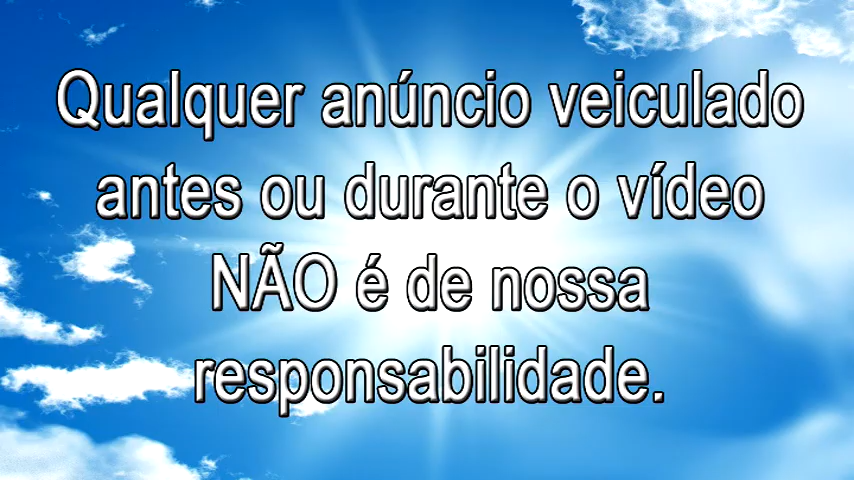 Qualquer anúncio veiculado
antes ou durante o vídeo
NÃO é de nossa
responsabilidade.